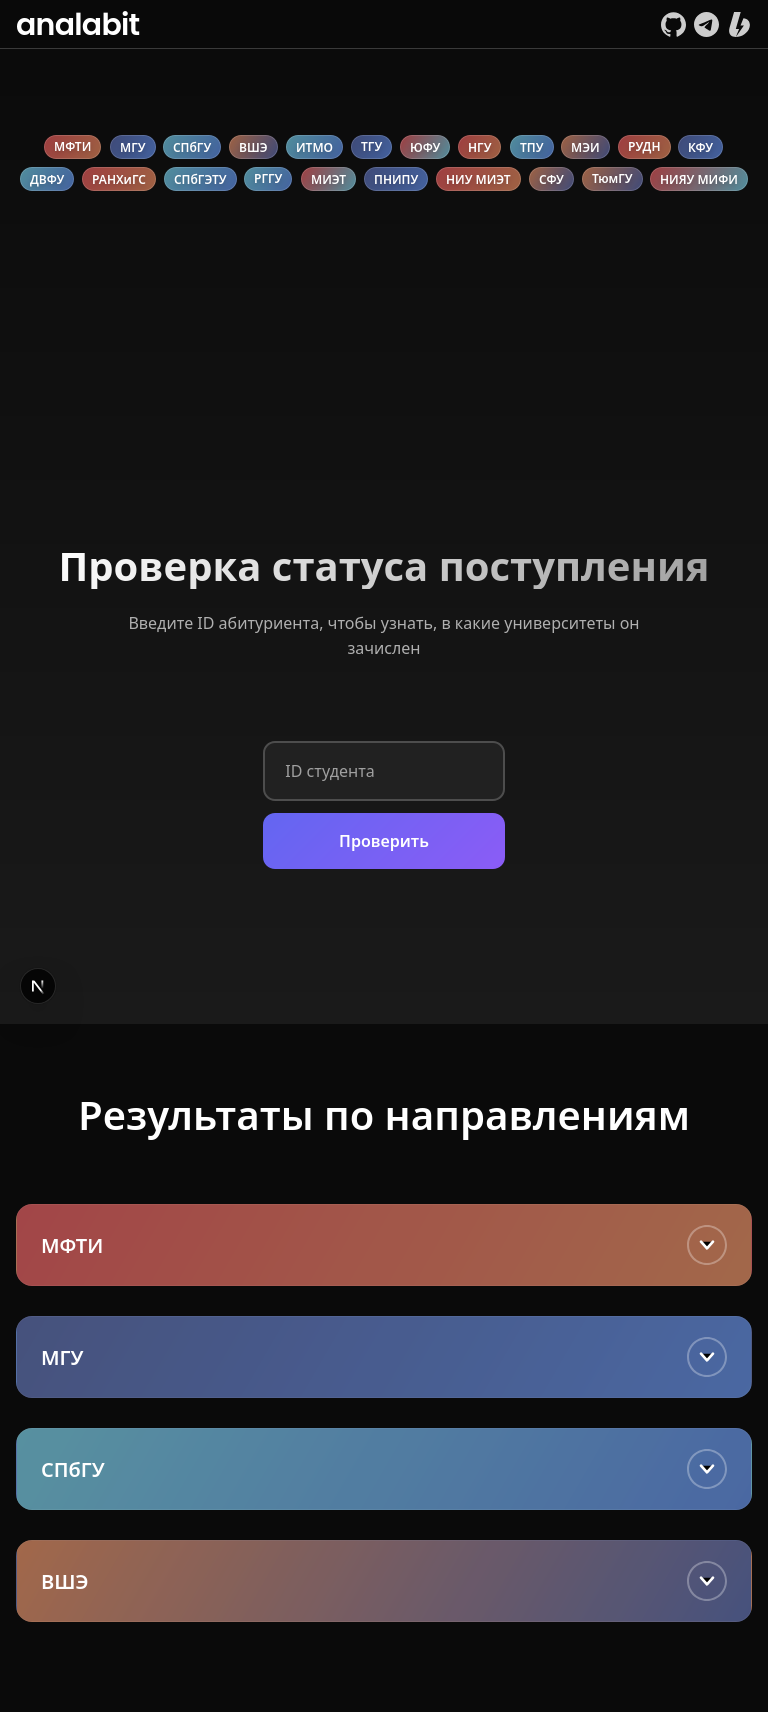 analabit
МФТИ МГУ СПбГУ ВШЭ ИТМО ТГУ ЮФУ НГУ ТПУ МЭИ РУДН КФУ
ДВФУ РАНХиГС СПбГЭТУ РГГУ МИЭТ ПНИПУ НИУ МИЭТ СФУ ТюмГУ НИЯУ МИФИ
Проверка статуса поступления
Введите ID абитуриента, чтобы узнать, в какие университеты он
зачислен
ID студента
Проверить
N
Результаты по направлениям
МФТИ
МГУ
СПбГУ
ВШЭ